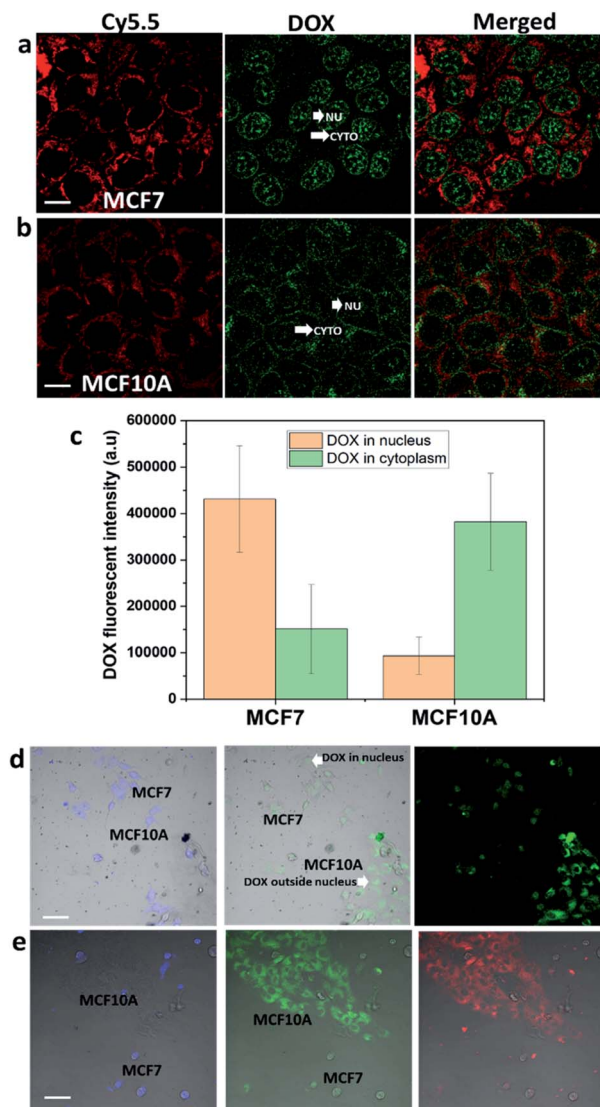 Cy5.5 DOX Merged
a
NU
CYTO
MCF7
b
NU
CYTO
MCF10A
c
600000
500000
400000
300000
200000
100000
0
DOX fluorescent intensity (a.u)
DOX in nucleus
DOX in cytoplasm
MCF7 MCF10A
d
MCF7
MCF10A
DOX in nucleus
MCF7
MCF10A
DOX outside nucleus
e
MCF10A
MCF7
MCF10A
MCF7